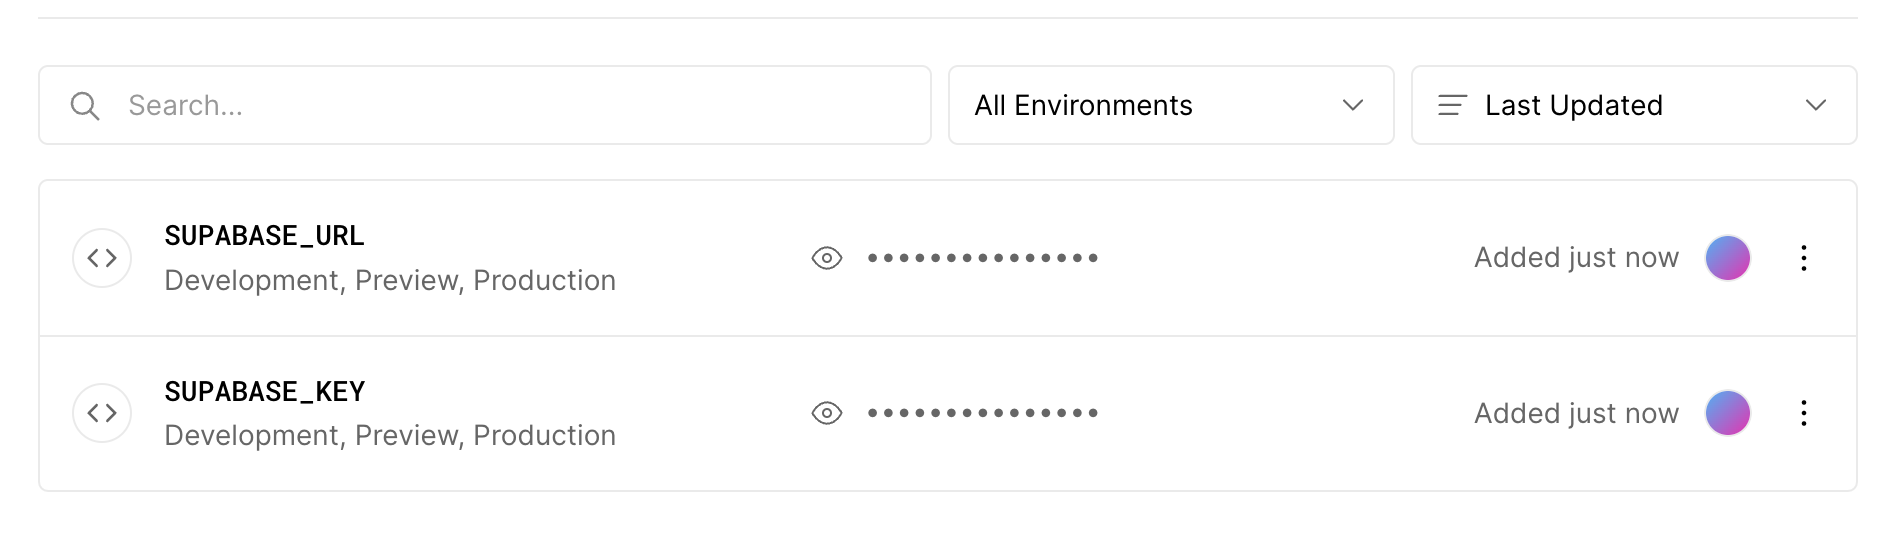 Search...
All Environments
Last Updated
SUPABASE_URL
Development, Preview, Production
Added just now
SUPABASE_KEY
Development, Preview, Production
Added just now